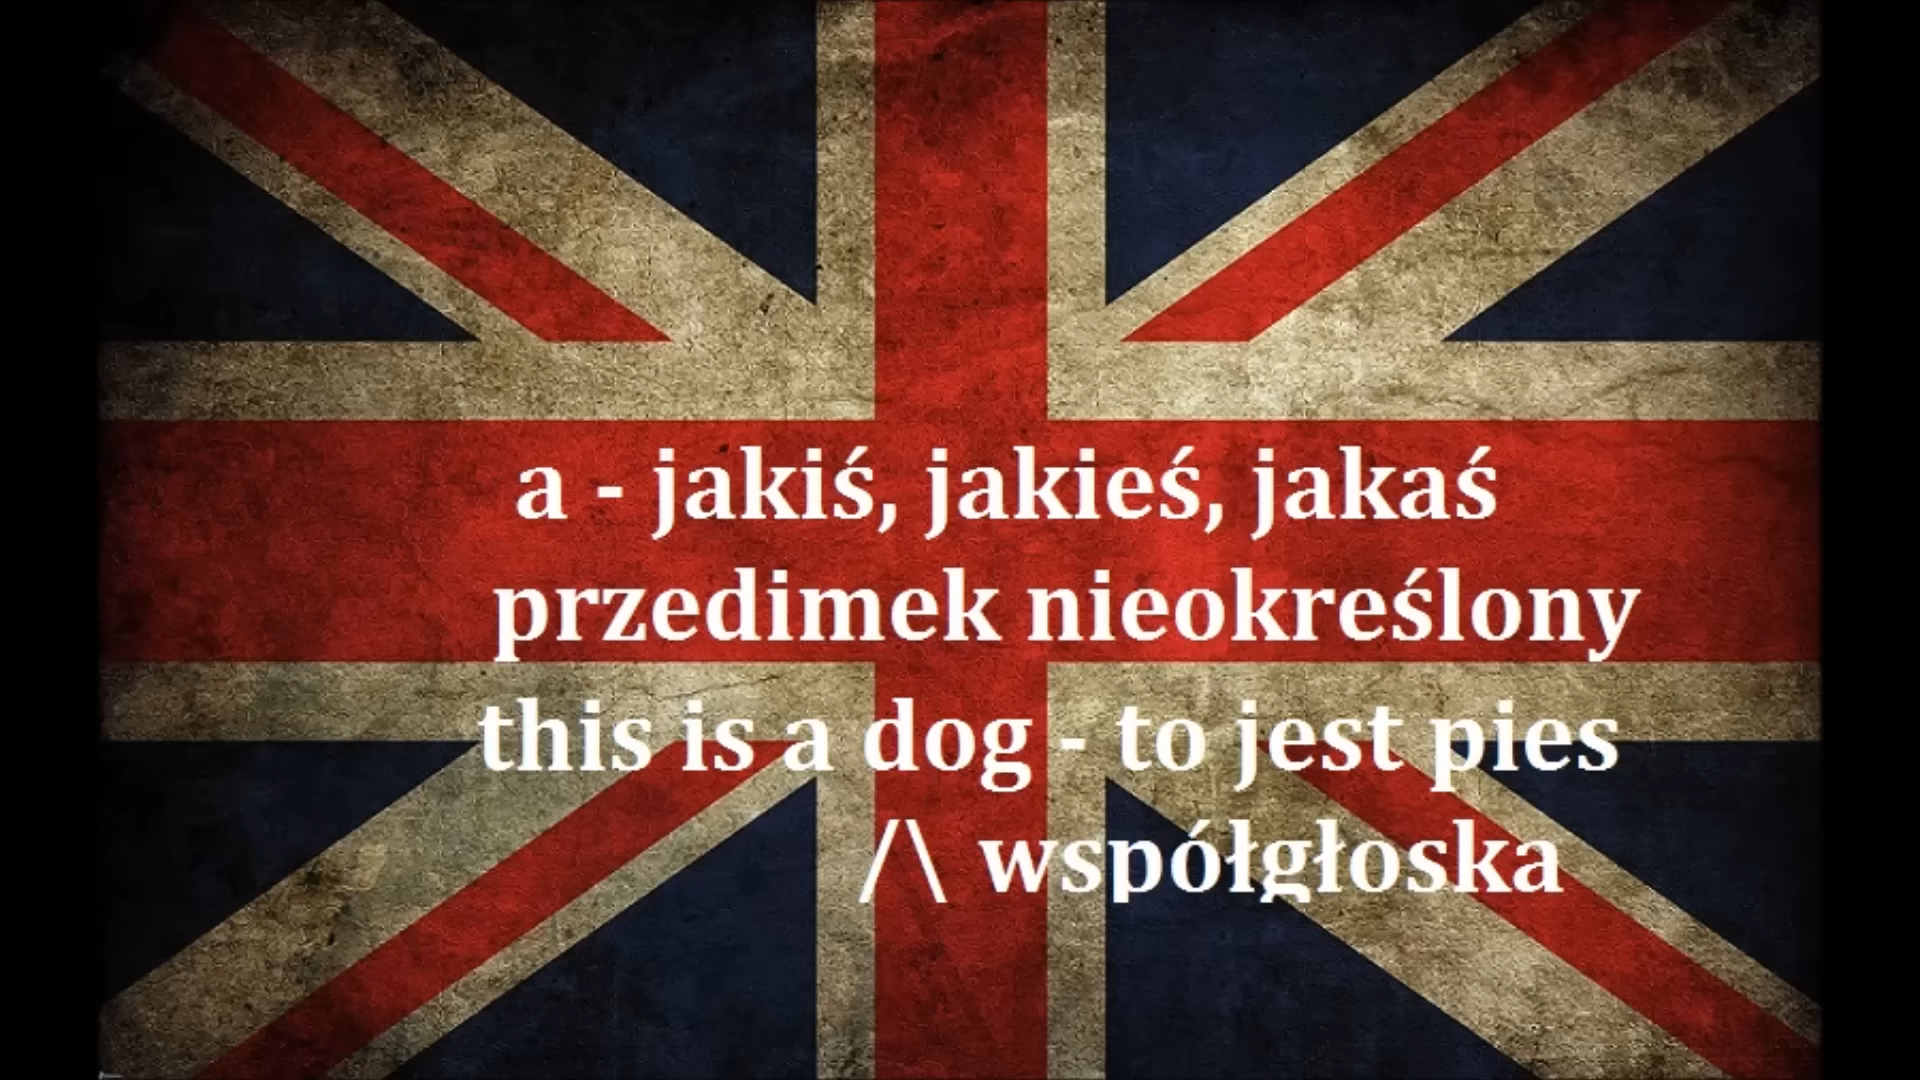 a - jakiś, jakieś, jakaś
przedimek nieokreślony
this is a dog - to jest pies
/\ współgłoska